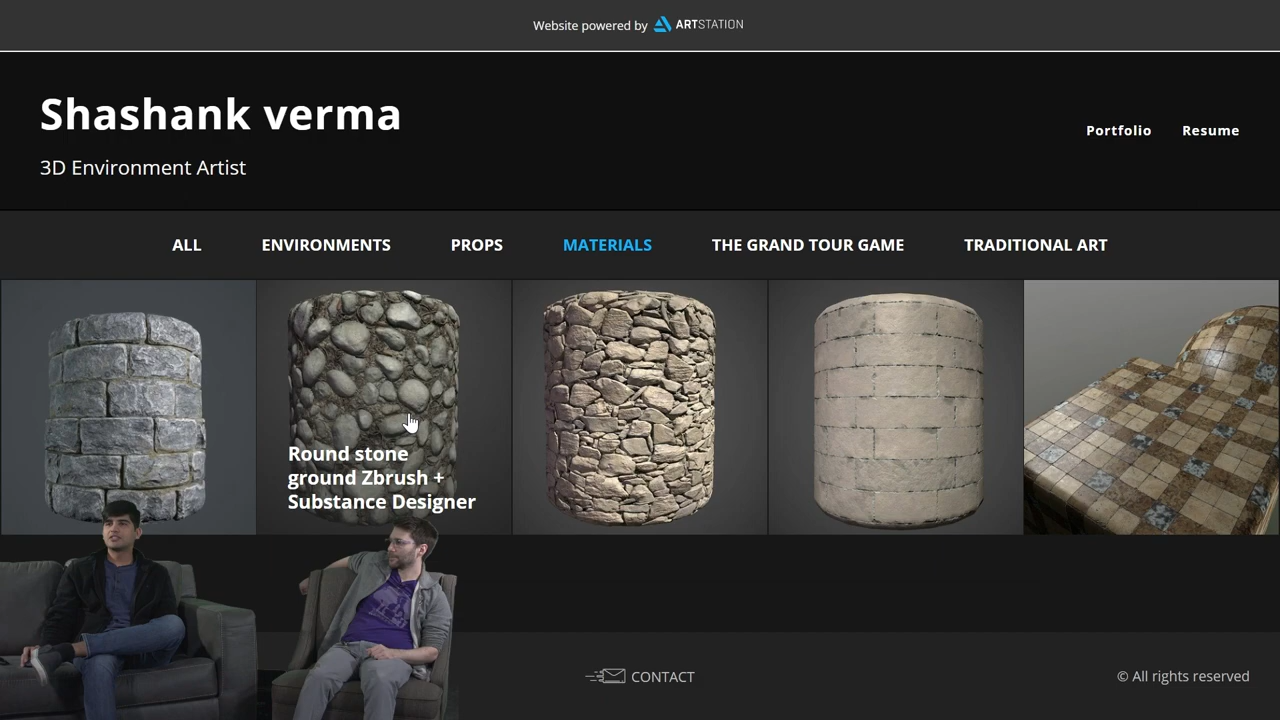 Website powered by ARTSTATION
Shashank verma
3D Environment Artist
Portfolio Resume
ALL ENVIRONMENTS PROPS MATERIALS THE GRAND TOUR GAME TRADITIONAL ART
Round stone
ground Zbrush +
Substance Designer
CONTACT
© All rights reserved